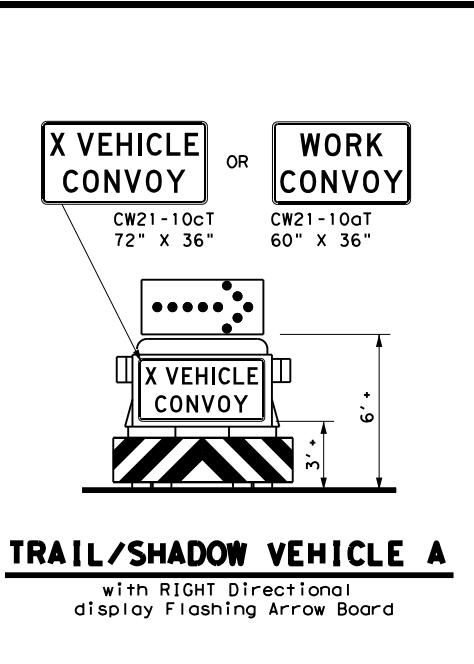 X VEHICLE
CONVOY
OR
WORK
CONVOY
CW21-10cT
72" X 36"
CW21-10aT
60" X 36"
X VEHICLE
CONVOY
6' +
3' +
TRAIL/SHADOW VEHICLE A
with RIGHT Directional
display Flashing Arrow Board